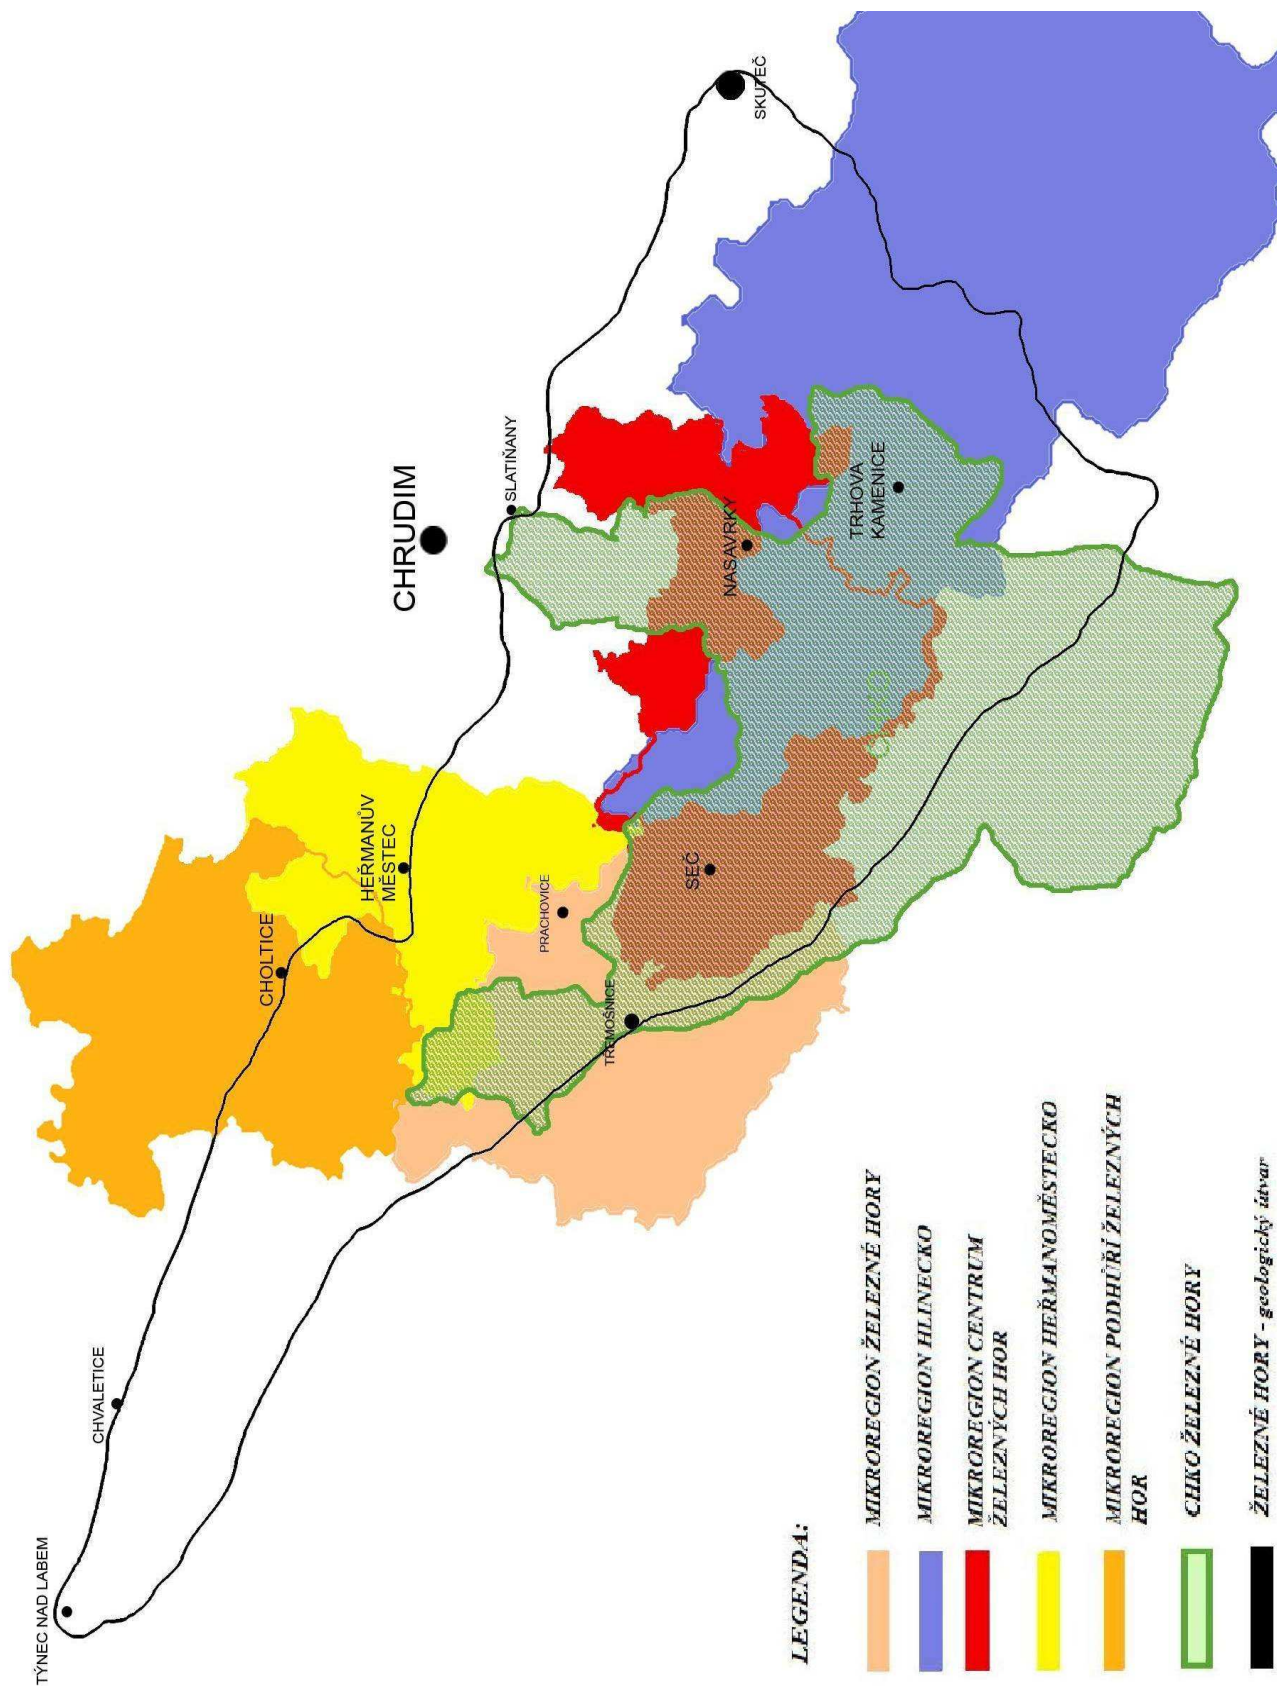 TÝNEC NAD LABEM
CHVALETICE
CHOLTICE
HEŘMANŮV
MĚSTEC
CHRUDIM
SLATIŇANY
SKUTEČ
PRACHOVICE
TŘEMOŠNICE
SEČ
NASAVRKY
TRHOVA
KAMENICE
CHKO
LEGENDA:
MIKROREGION ŽELEZNÉ HORY
MIKROREGION HLINECKO
MIKROREGION CENTRUM
ŽELEZNÝCH HOR
MIKROREGION HEŘMANOMĚSTECKO
MIKROREGION PODHŮŘÍ ŽELEZNÝCH
HOR
CHKO ŽELEZNÉ HORY
ŽELEZNÉ HORY - geologický útvar